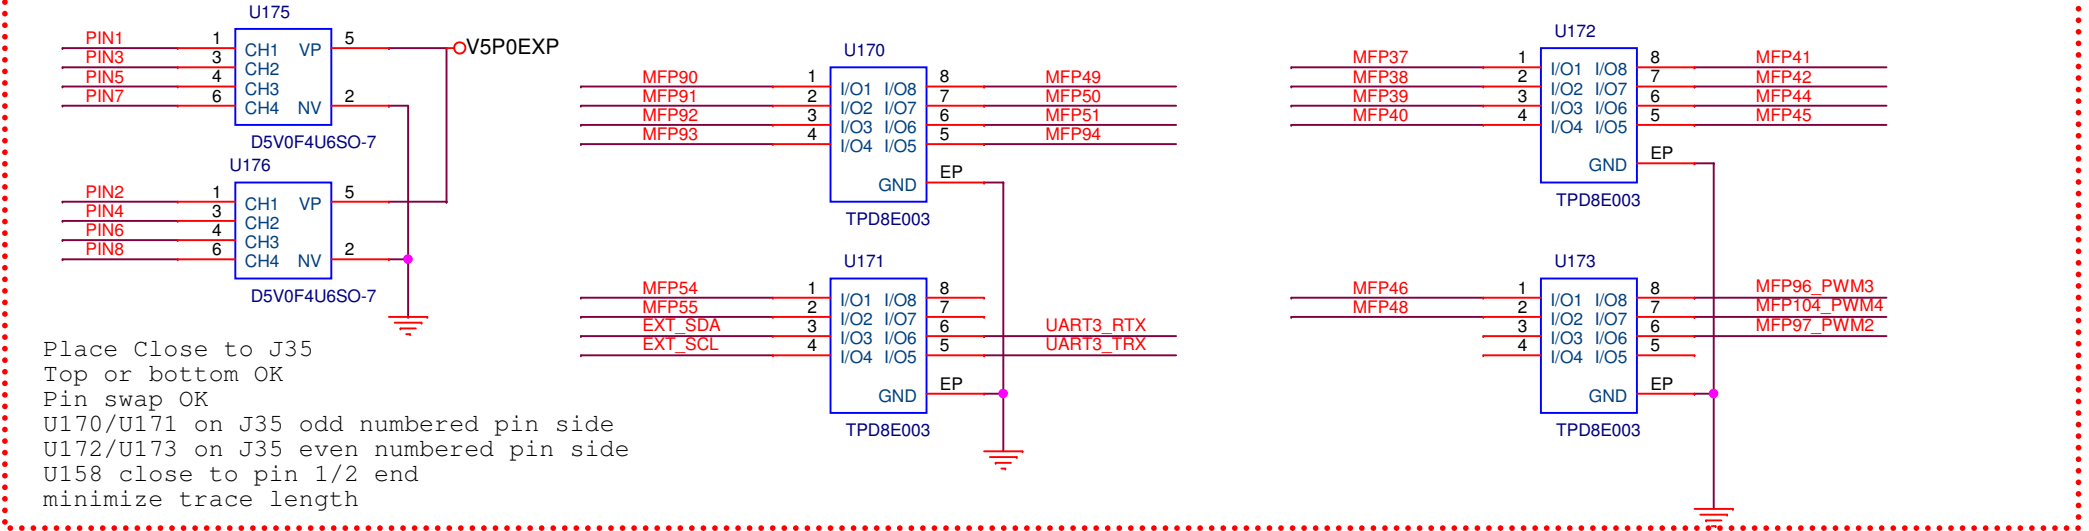 U175
PIN1 1 CH1 VP 5 V5P0EXP
PIN3 3 CH2
PIN5 4 CH3
PIN7 6 CH4 NV 2
D5V0F4U6SO-7
U176
PIN2 1 CH1 VP 5
PIN4 3 CH2
PIN6 4 CH3
PIN8 6 CH4 NV 2
D5V0F4U6SO-7
Place Close to J35
Top or bottom OK
Pin swap OK
U170/U171 on J35 odd numbered pin side
U172/U173 on J35 even numbered pin side
U158 close to pin 1/2 end
minimize trace length
U170
MFP90 1 I/O1 I/O8 8 MFP49
MFP91 2 I/O2 I/O7 7 MFP50
MFP92 3 I/O3 I/O6 6 MFP51
MFP93 4 I/O4 I/O5 5 MFP94
GND EP
TPD8E003
U171
MFP54 1 I/O1 I/O8 8
MFP55 2 I/O2 I/O7 7
EXT_SDA 3 I/O3 I/O6 6 UART3_RTX
EXT_SCL 4 I/O4 I/O5 5 UART3_TRX
GND EP
TPD8E003
U172
MFP37 1 I/O1 I/O8 8 MFP41
MFP38 2 I/O2 I/O7 7 MFP42
MFP39 3 I/O3 I/O6 6 MFP44
MFP40 4 I/O4 I/O5 5 MFP45
GND EP
TPD8E003
U173
MFP46 1 I/O1 I/O8 8 MFP96_PWM3
MFP48 2 I/O2 I/O7 7 MFP104_PWM4
3 I/O3 I/O6 6 MFP97_PWM2
4 I/O4 I/O5 5
GND EP
TPD8E003